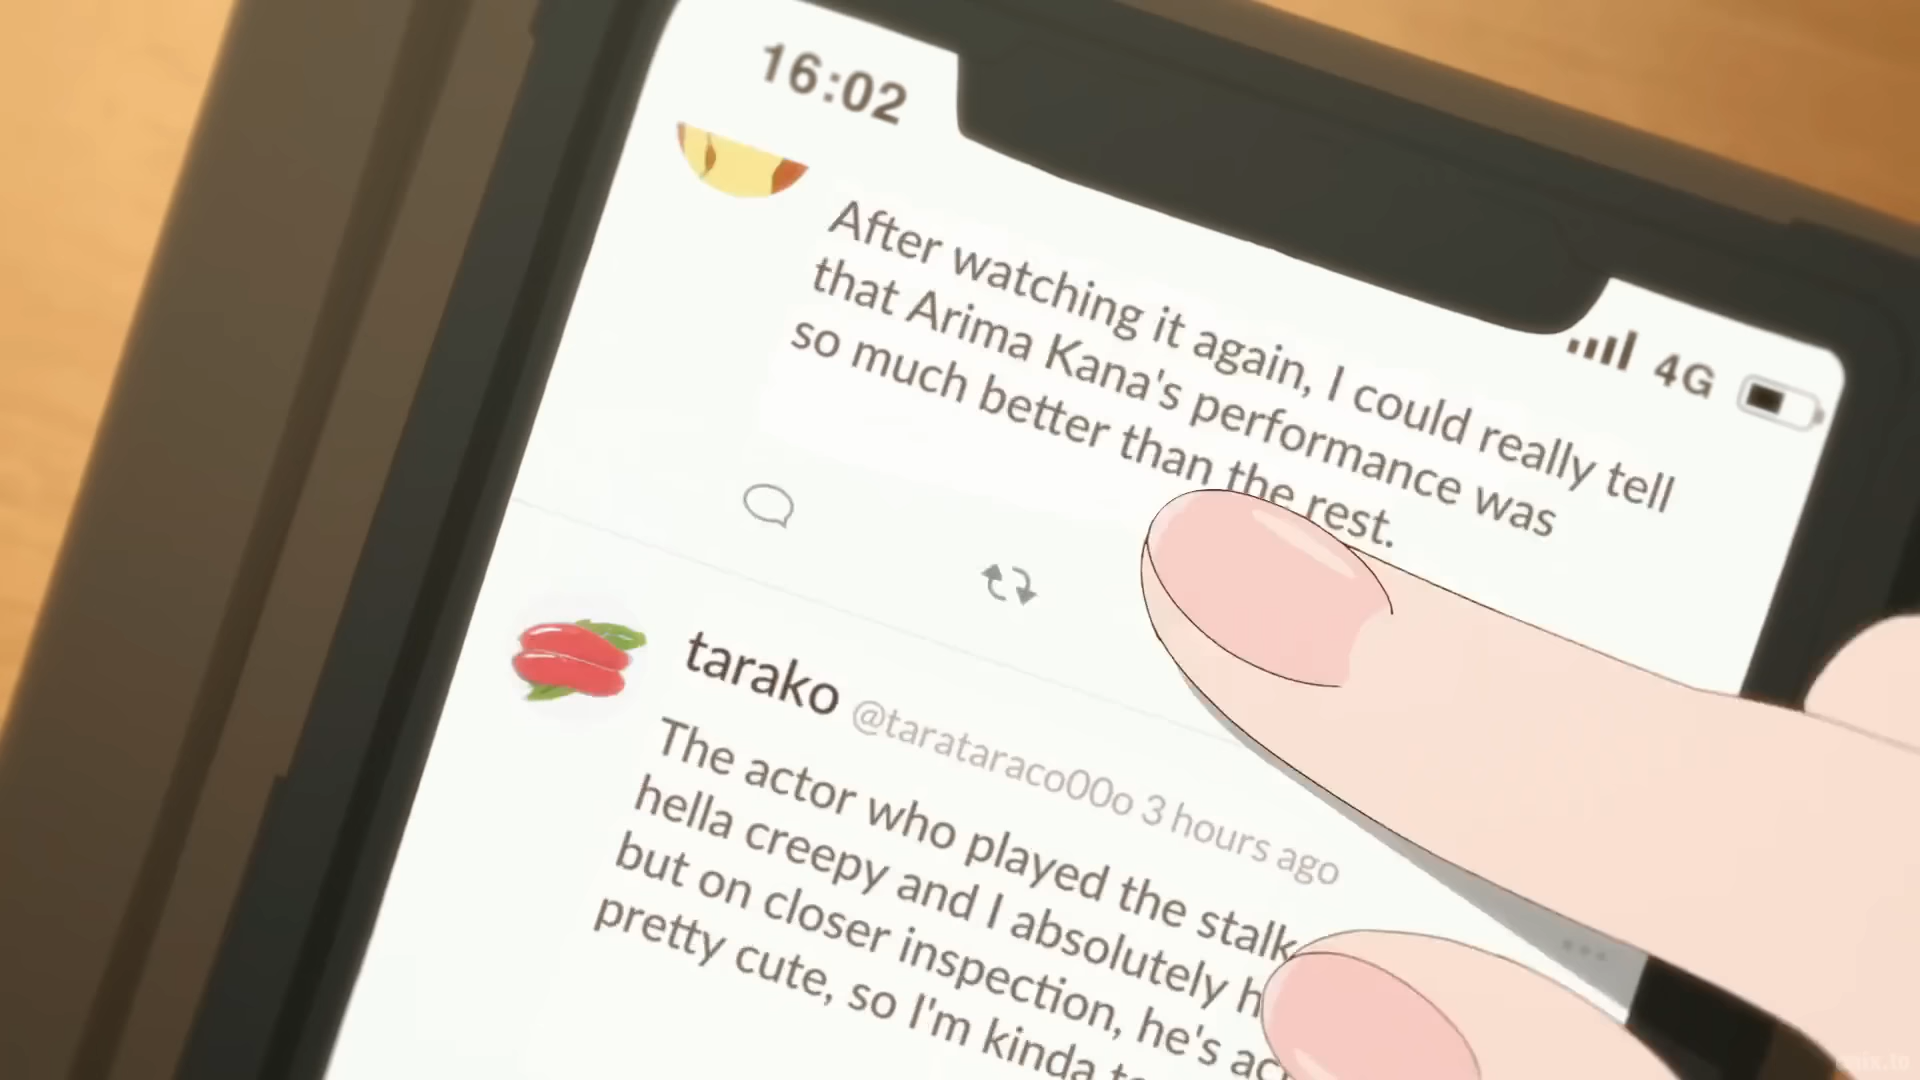 16:02
4G
After watching it again, I could really tell
that Arima Kana's performance was
so much better than the rest.
tarako @tarataraco00o 3 hours ago
The actor who played the
hella creepy and I absolutely
but on closer inspection, he's
pretty cute, so I'm kinda